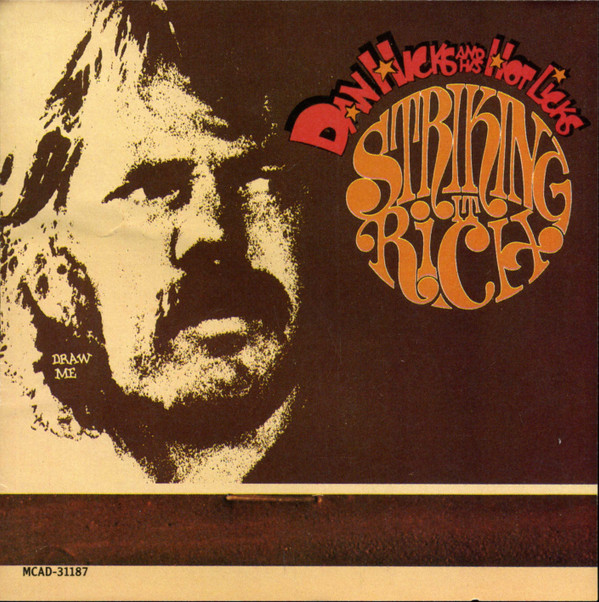 DAN HICKS AND HIS HOT LICKS
STRIKING
IT
RICH!
DRAW
ME
MCAD-31187